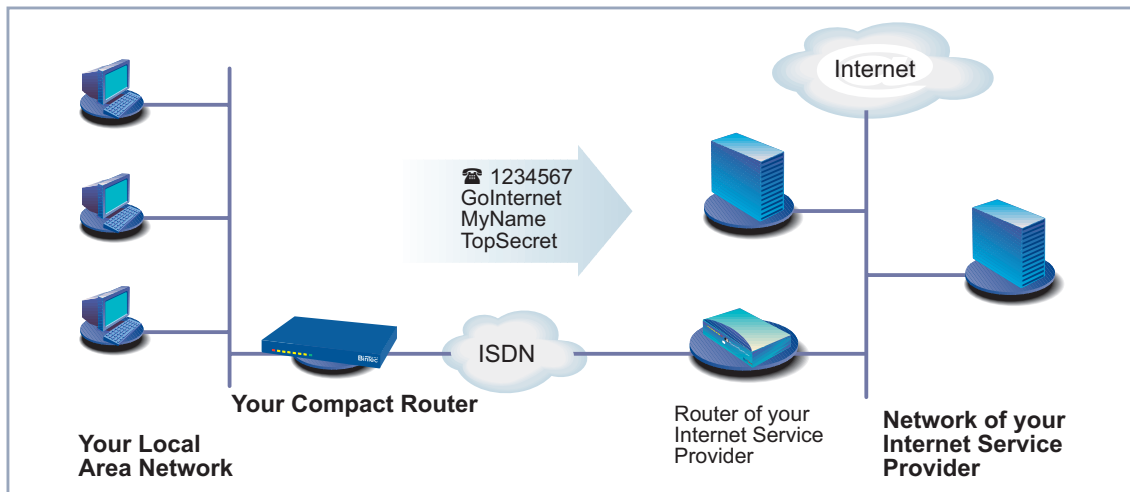 Internet
☎ 1234567
GoInternet
MyName
TopSecret
BinTec
ISDN
Your Compact Router
Your Local
Area Network
Router of your
Internet Service
Provider
Network of your
Internet Service
Provider